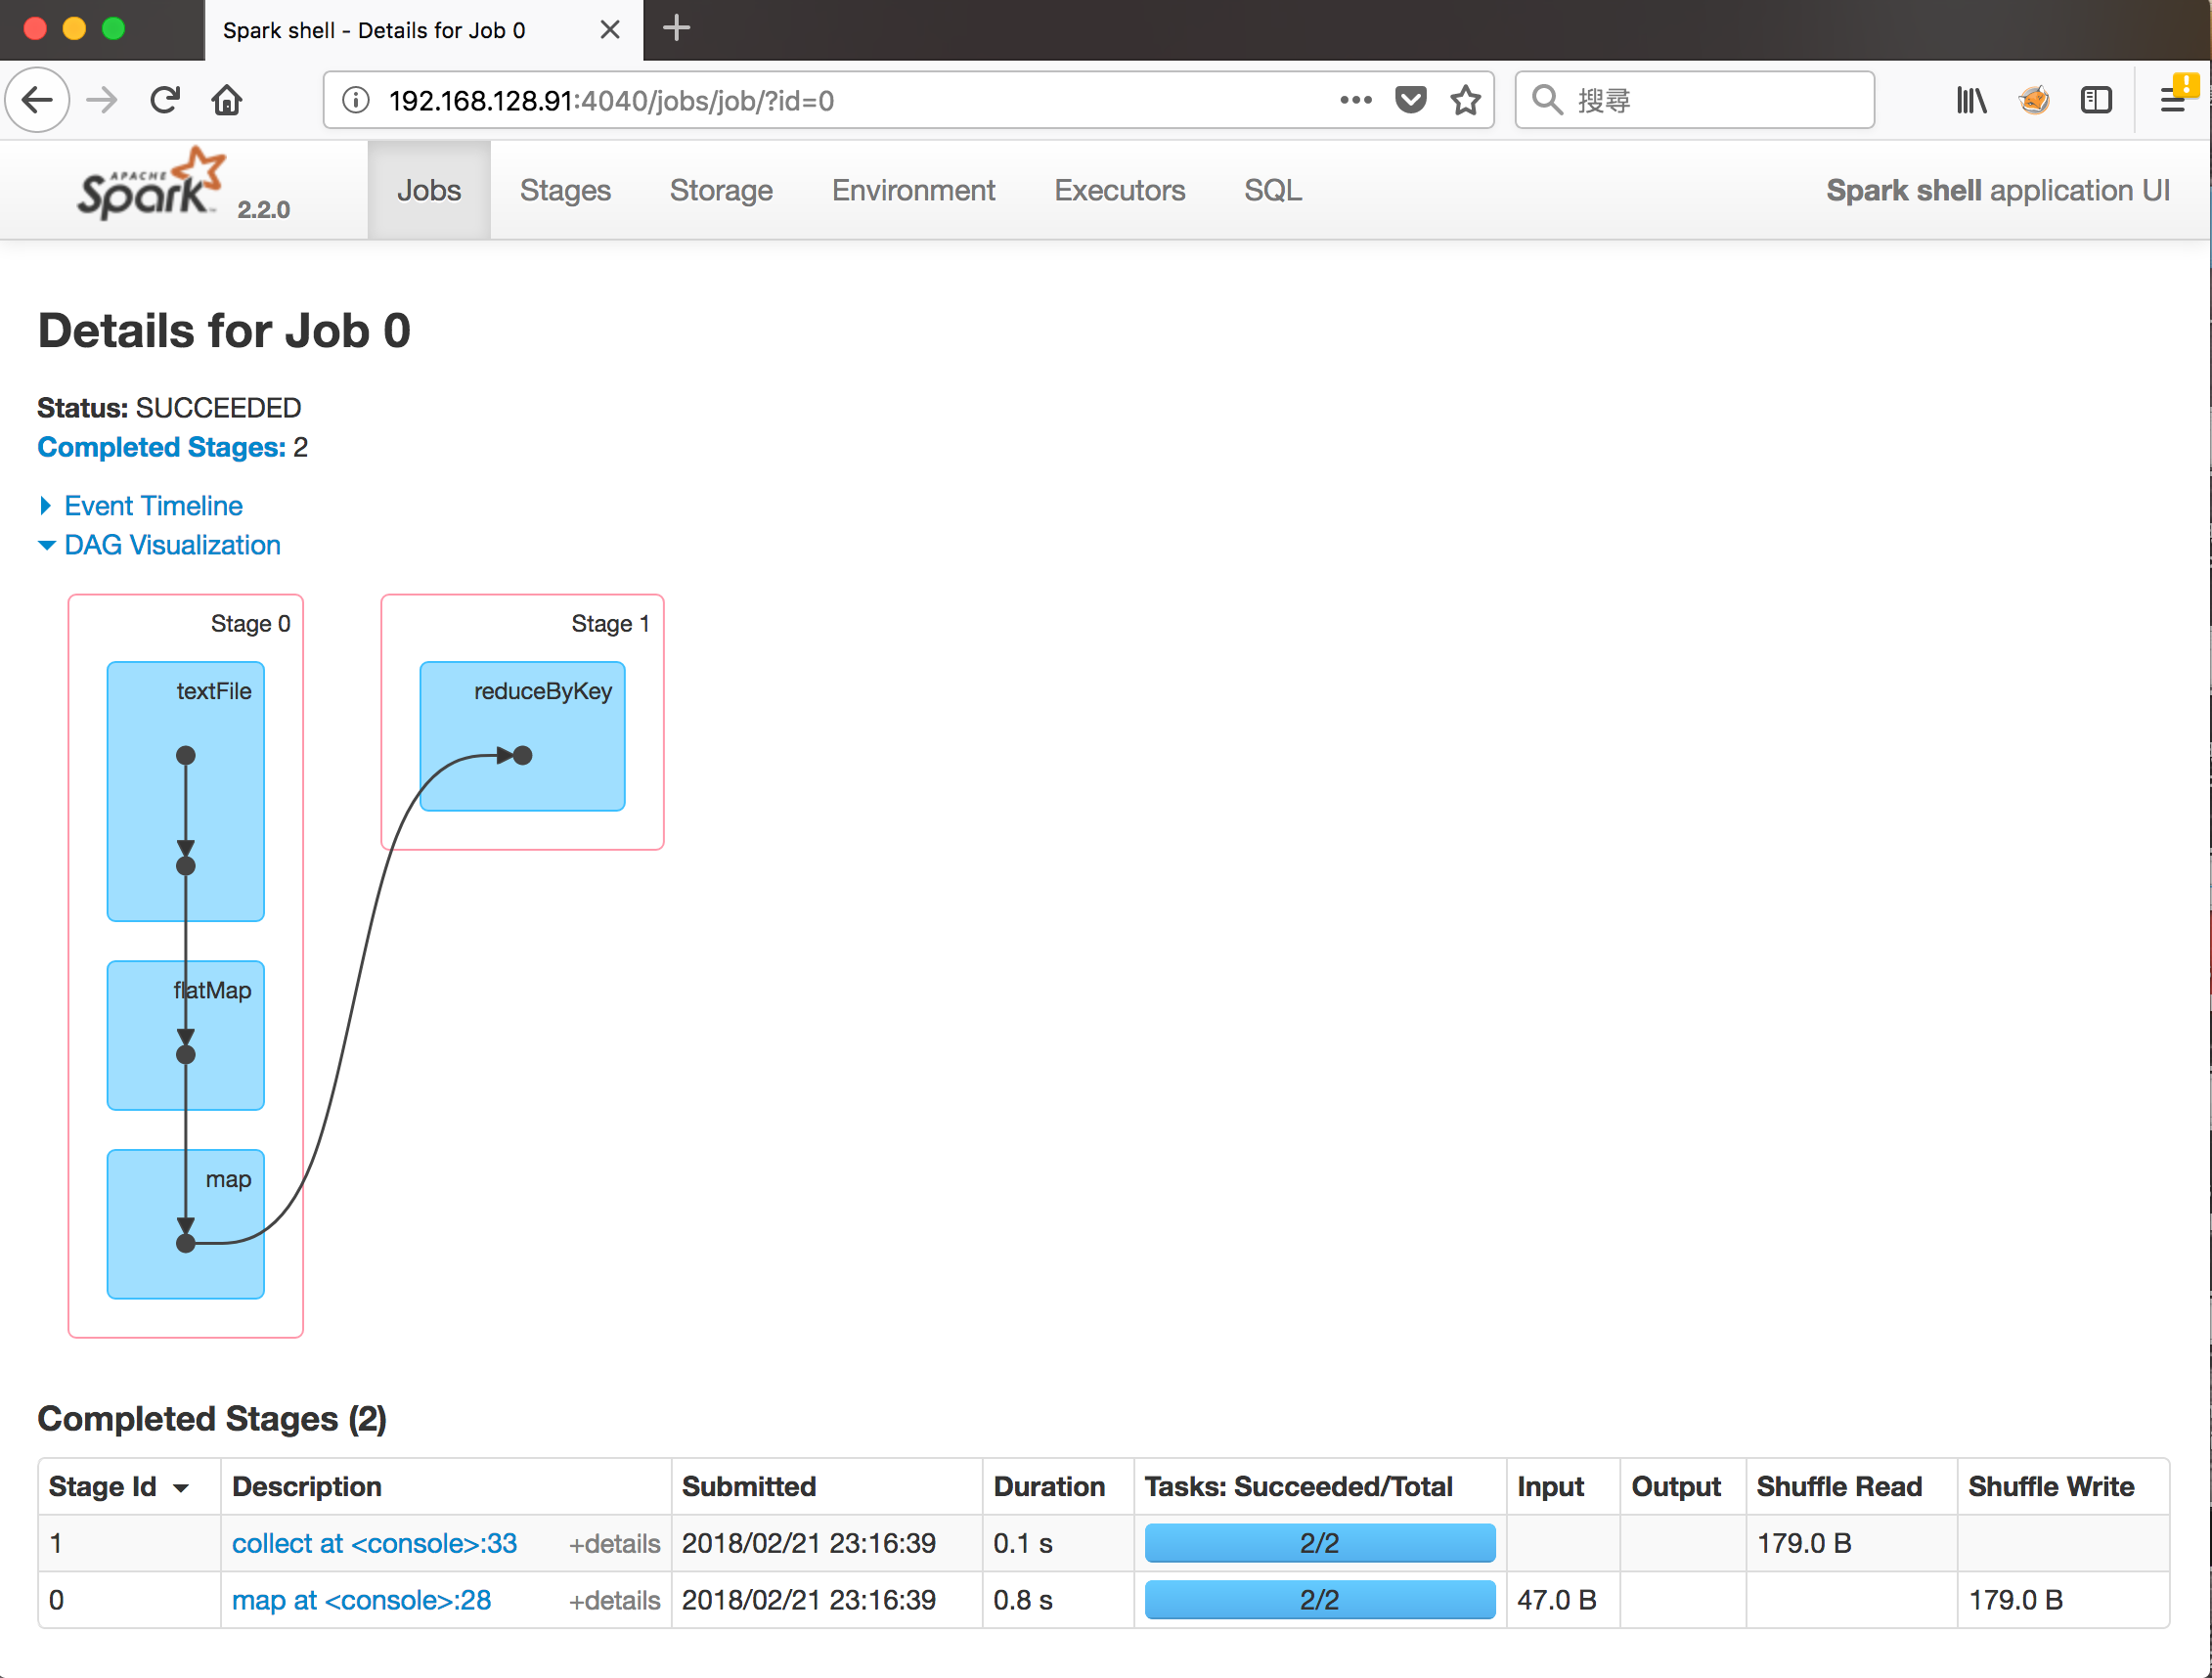 Spark shell - Details for Job 0
192.168.128.91:4040/jobs/job/?id=0
搜尋
APACHE Spark™ 2.2.0
Jobs Stages Storage Environment Executors SQL Spark shell application UI
Details for Job 0
Status: SUCCEEDED
Completed Stages: 2
Event Timeline
DAG Visualization
Stage 0
textFile
flatMap
map
Stage 1
reduceByKey
Completed Stages (2)
Stage Id Description Submitted Duration Tasks: Succeeded/Total Input Output Shuffle Read Shuffle Write
1 collect at <console>:33 +details 2018/02/21 23:16:39 0.1 s 2/2 179.0 B
0 map at <console>:28 +details 2018/02/21 23:16:39 0.8 s 2/2 47.0 B 179.0 B